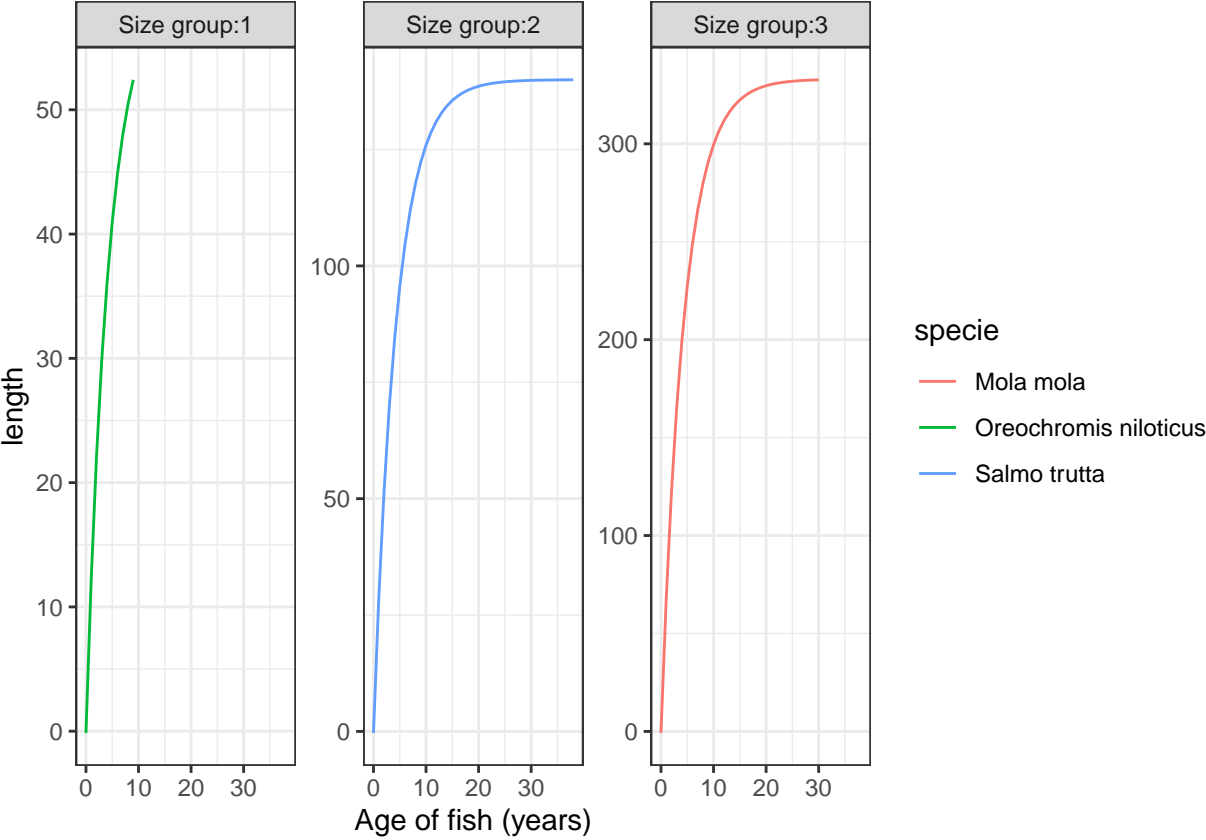 Size group:1
Size group:2
Size group:3
length
50
40
30
20
10
0
100
50
0
300
200
100
0
0 10 20 30
0 10 20 30
0 10 20 30
Age of fish (years)
specie
Mola mola
Oreochromis niloticus
Salmo trutta